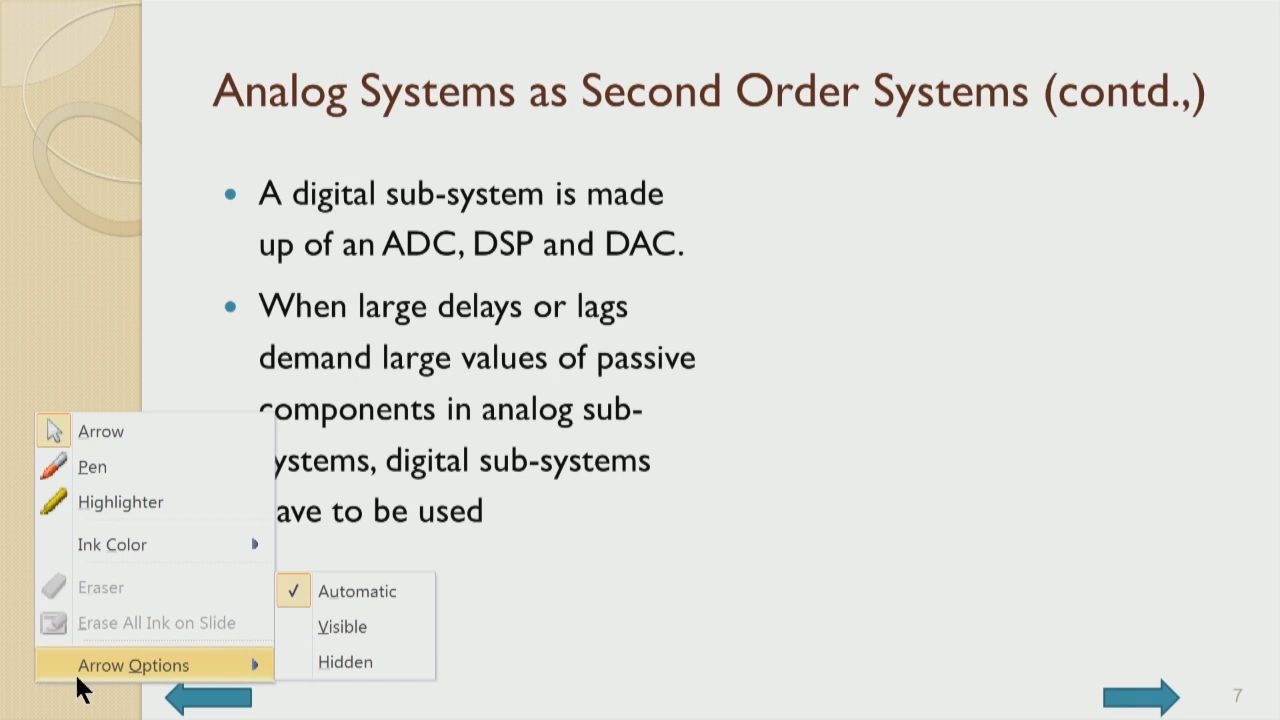 Analog Systems as Second Order Systems (contd.,)
A digital sub-system is made
up of an ADC, DSP and DAC.
When large delays or lags
demand large values of passive
components in analog sub-
ystems, digital sub-systems
ave to be used
Arrow
Pen
Highlighter
Ink Color
Eraser
Erase All Ink on Slide
Arrow Options
Automatic
Visible
Hidden
7